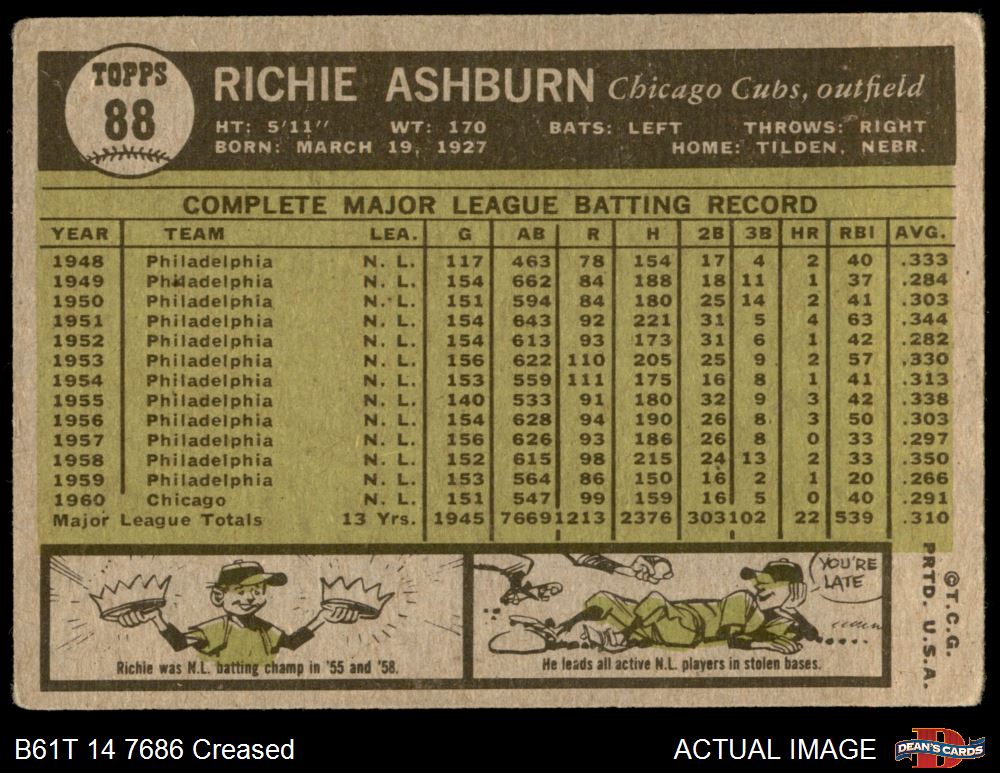 TOPPS
88
RICHIE ASHBURN Chicago Cubs, outfield
HT: 5'11'' WT: 170 BATS: LEFT THROWS: RIGHT
BORN: MARCH 19, 1927 HOME: TILDEN, NEBR.
COMPLETE MAJOR LEAGUE BATTING RECORD
YEAR TEAM LEA. G AB R H 2B 3B HR RBI AVG.
1948 Philadelphia N. L. 117 463 78 154 17 4 2 40 .333
1949 Philadelphia N. L. 154 662 84 188 18 11 1 37 .284
1950 Philadelphia N. L. 151 594 84 180 25 14 2 41 .303
1951 Philadelphia N. L. 154 643 92 221 31 5 4 63 .344
1952 Philadelphia N. L. 154 613 93 173 31 6 1 42 .282
1953 Philadelphia N. L. 156 622 110 205 25 9 2 57 .330
1954 Philadelphia N. L. 153 559 111 175 16 8 1 41 .313
1955 Philadelphia N. L. 140 533 91 180 32 9 3 42 .338
1956 Philadelphia N. L. 154 628 94 190 26 8 3 50 .303
1957 Philadelphia N. L. 156 626 93 186 26 8 0 33 .297
1958 Philadelphia N. L. 152 615 98 215 24 13 2 33 .350
1959 Philadelphia N. L. 153 564 86 150 16 2 1 20 .266
1960 Chicago N. L. 151 547 99 159 16 5 0 40 .291
Major League Totals 13 Yrs. 1945 7669 1213 2376 303 102 22 539 .310
YOU'RE
LATE
Richie was N.L. batting champ in '55 and '58.
He leads all active N.L. players in stolen bases.
©T.C.G.
PRTD. U.S.A.
B61T 14 7686 Creased
ACTUAL IMAGE
D
DEAN'S CARDS